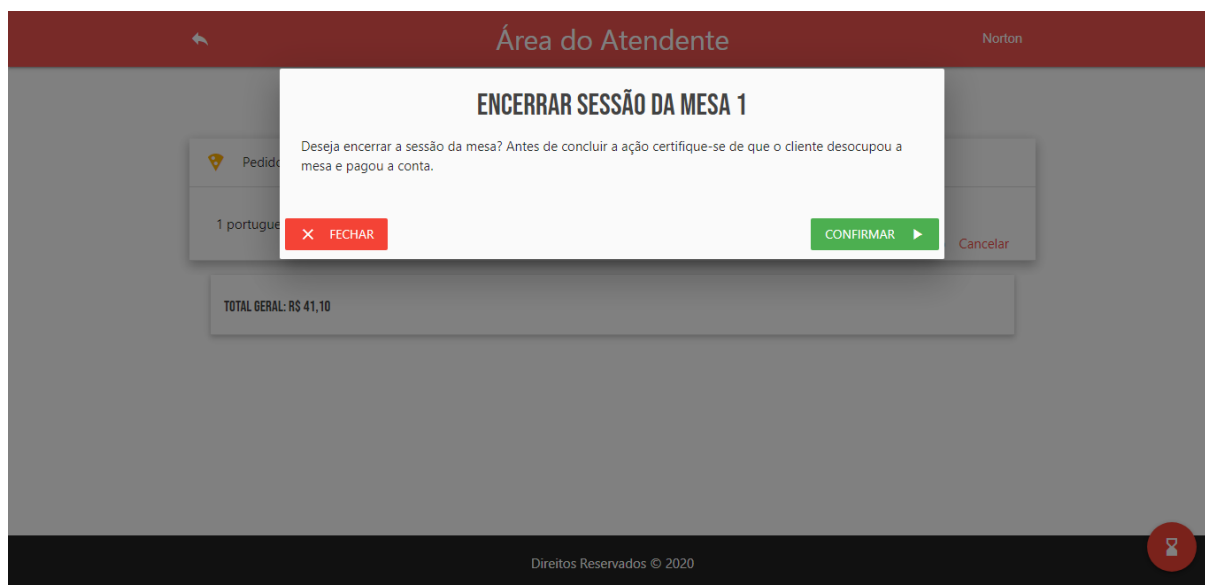 Área do Atendente
Norton
ENCERRAR SESSÃO DA MESA 1
Deseja encerrar a sessão da mesa? Antes de concluir a ação certifique-se de que o cliente desocupou a
mesa e pagou a conta.
FECHAR
CONFIRMAR
1
Cancelar
TOTAL GERAL: R$ 41,10
Direitos Reservados © 2020